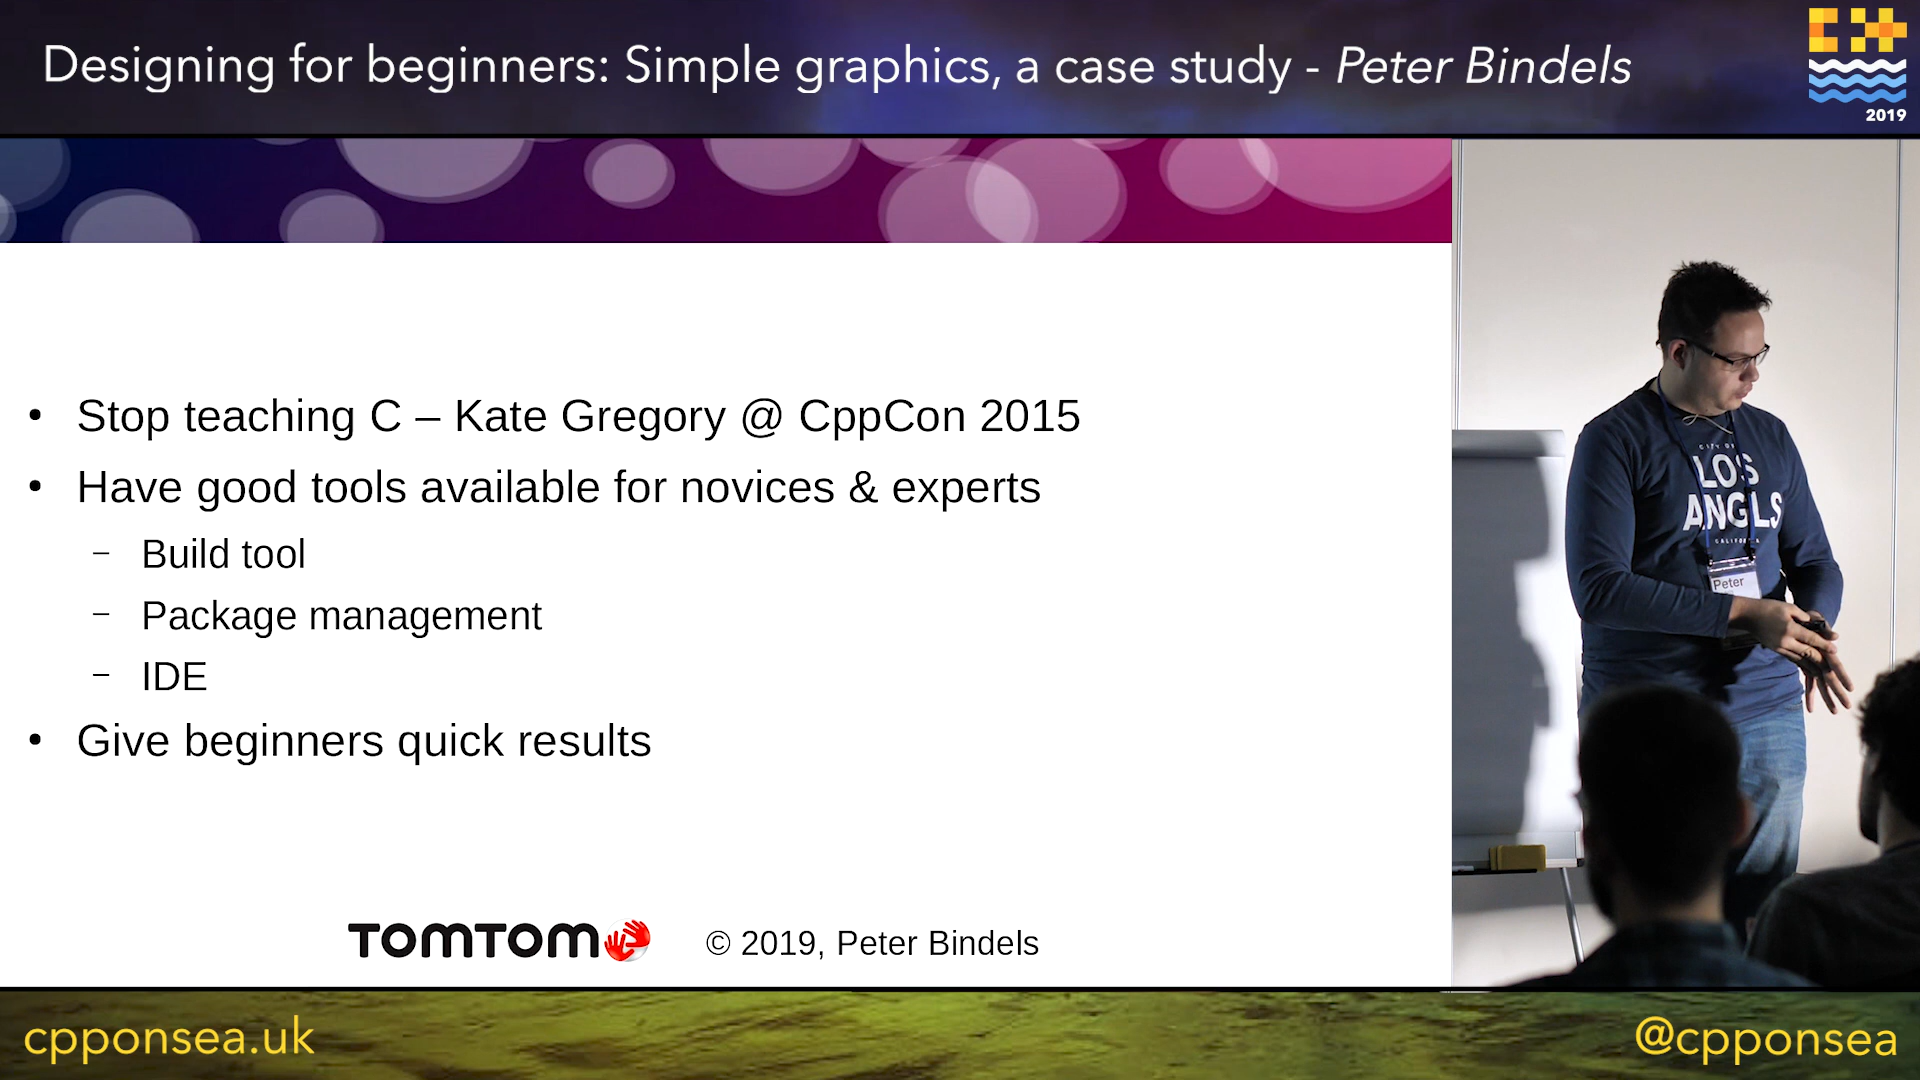 Designing for beginners: Simple graphics, a case study - Peter Bindels
2019
• Stop teaching C – Kate Gregory @ CppCon 2015
• Have good tools available for novices & experts
– Build tool
– Package management
– IDE
• Give beginners quick results
TOMTOM
© 2019, Peter Bindels
LOS
ANG LS
Peter
cpponsea.uk
@cpponsea